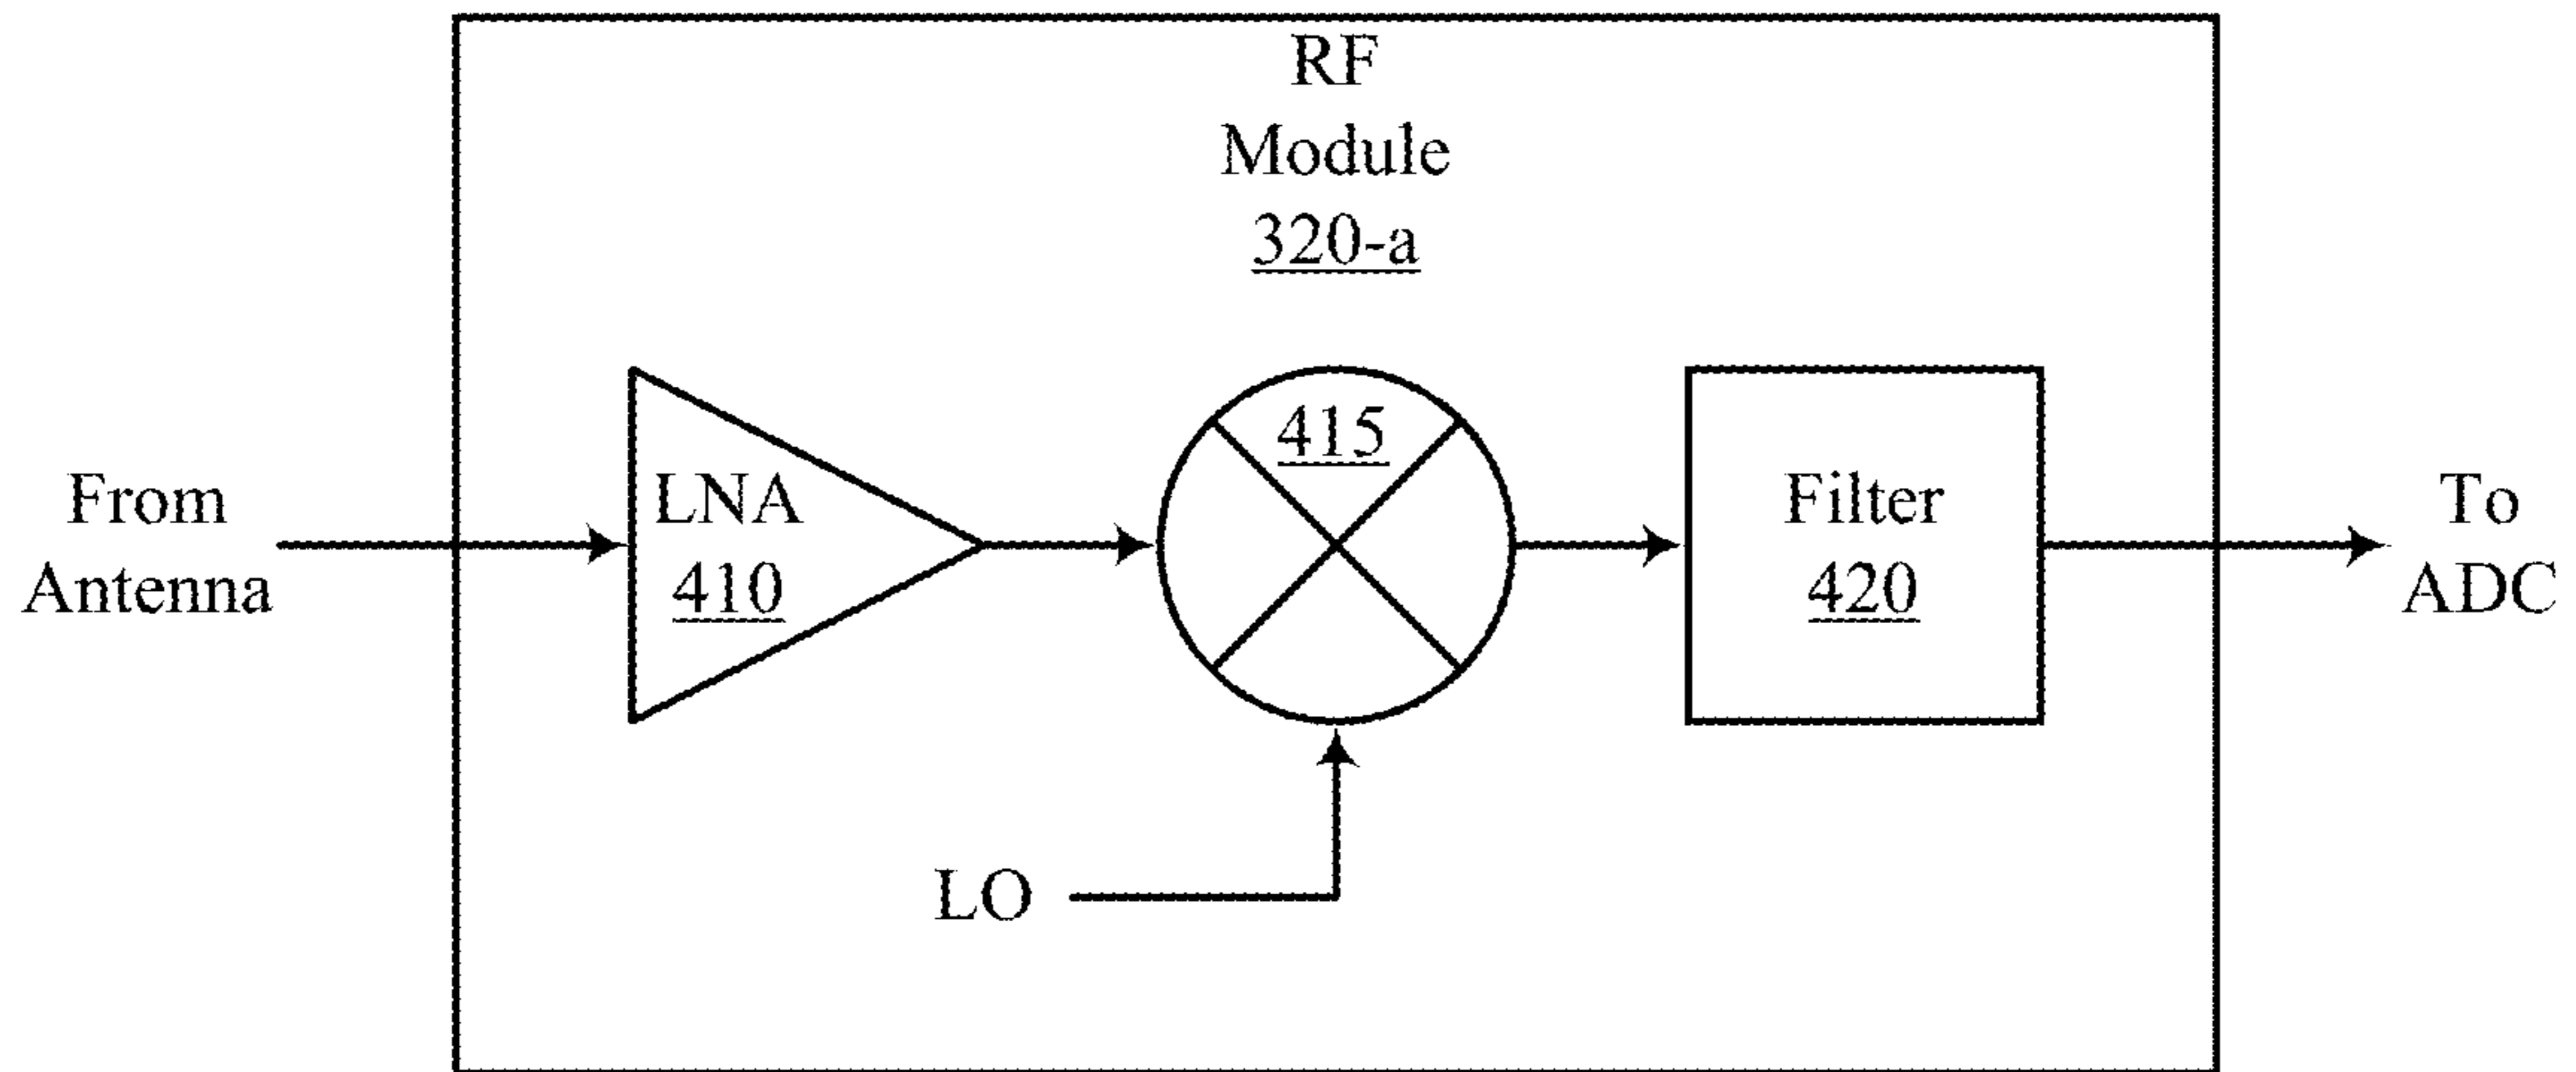 RF
Module
320-a
From
Antenna
LNA
410
415
Filter
420
To
ADC
LO